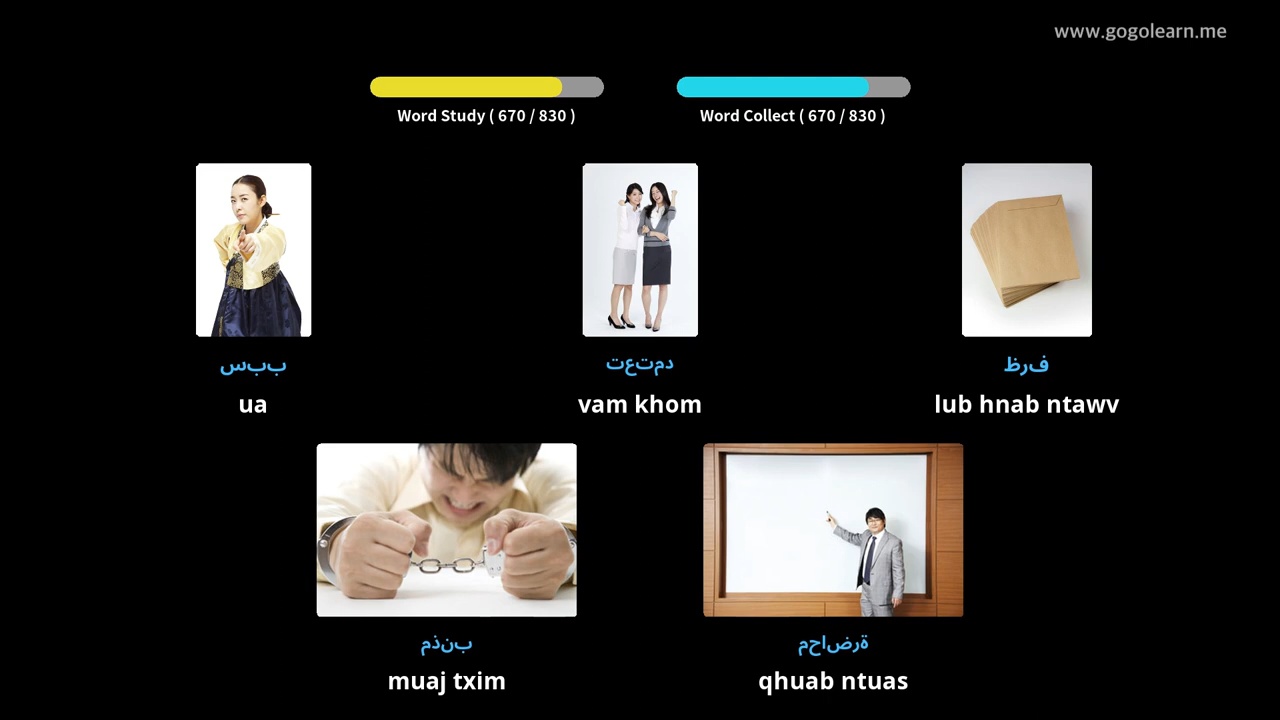 www.gogolearn.me
Word Study ( 670 / 830 )
Word Collect ( 670 / 830 )
سبب
ua
تعتمد
vam khom
ظرف
lub hnab ntawv
مذنب
muaj txim
محاضرة
qhuab ntuas